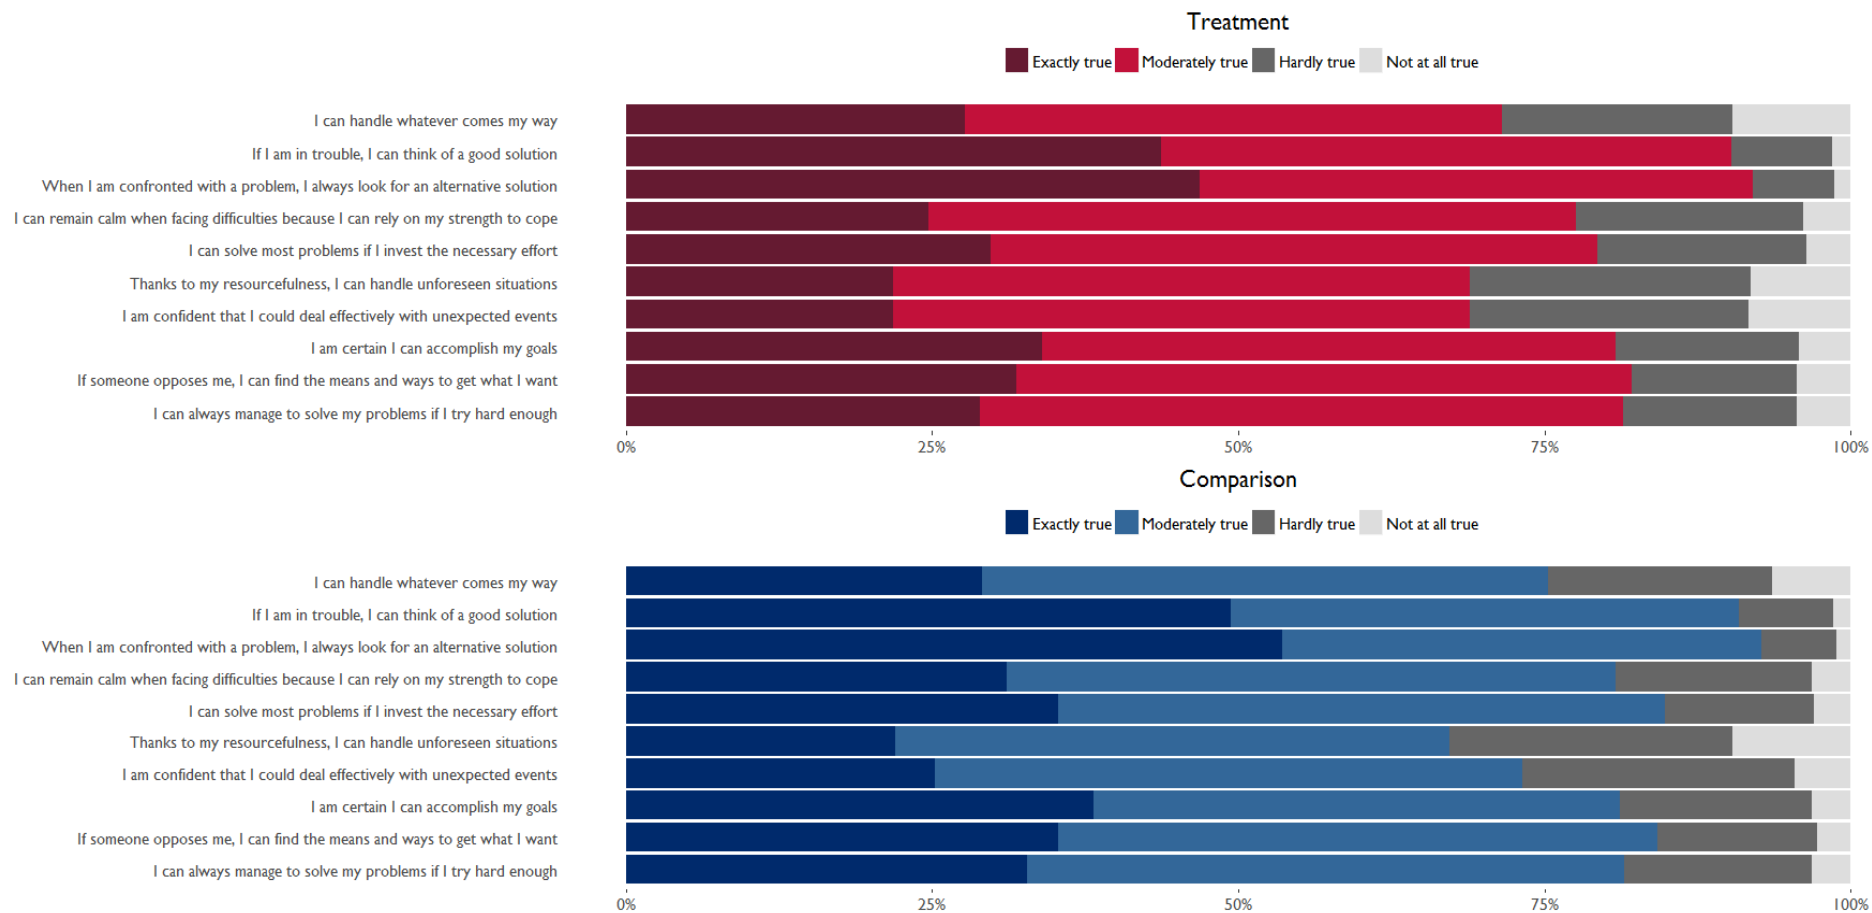 Treatment
Exactly true Moderately true Hardly true Not at all true
I can handle whatever comes my way
If I am in trouble, I can think of a good solution
When I am confronted with a problem, I always look for an alternative solution
I can remain calm when facing difficulties because I can rely on my strength to cope
I can solve most problems if I invest the necessary effort
Thanks to my resourcefulness, I can handle unforeseen situations
I am confident that I could deal effectively with unexpected events
I am certain I can accomplish my goals
If someone opposes me, I can find the means and ways to get what I want
I can always manage to solve my problems if I try hard enough
0% 25% 50% 75% 100%
Comparison
Exactly true Moderately true Hardly true Not at all true
I can handle whatever comes my way
If I am in trouble, I can think of a good solution
When I am confronted with a problem, I always look for an alternative solution
I can remain calm when facing difficulties because I can rely on my strength to cope
I can solve most problems if I invest the necessary effort
Thanks to my resourcefulness, I can handle unforeseen situations
I am confident that I could deal effectively with unexpected events
I am certain I can accomplish my goals
If someone opposes me, I can find the means and ways to get what I want
I can always manage to solve my problems if I try hard enough
0% 25% 50% 75% 100%